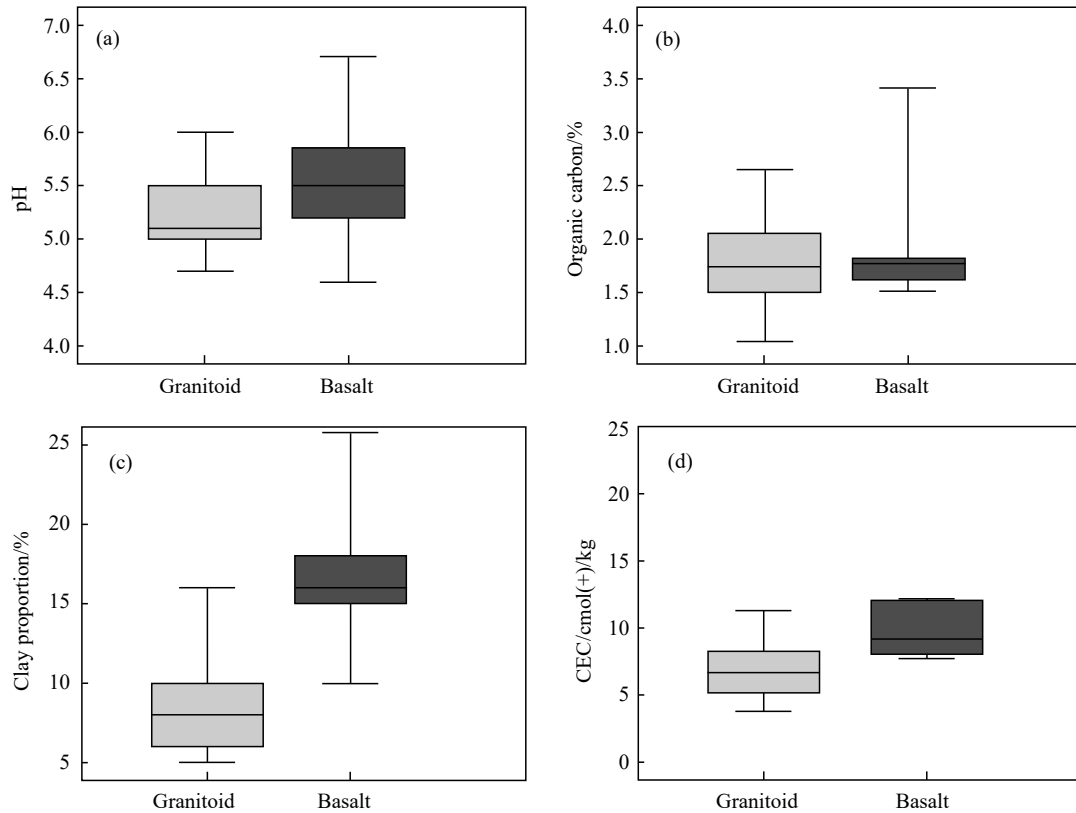 (a)
pH
7.0
6.5
6.0
5.5
5.0
4.5
4.0
Granitoid Basalt
(b)
Organic carbon/%
4.0
3.5
3.0
2.5
2.0
1.5
1.0
Granitoid Basalt
(c)
Clay proportion/%
25
20
15
10
5
Granitoid Basalt
(d)
CEC/cmol(+)/kg
25
20
15
10
5
0
Granitoid Basalt